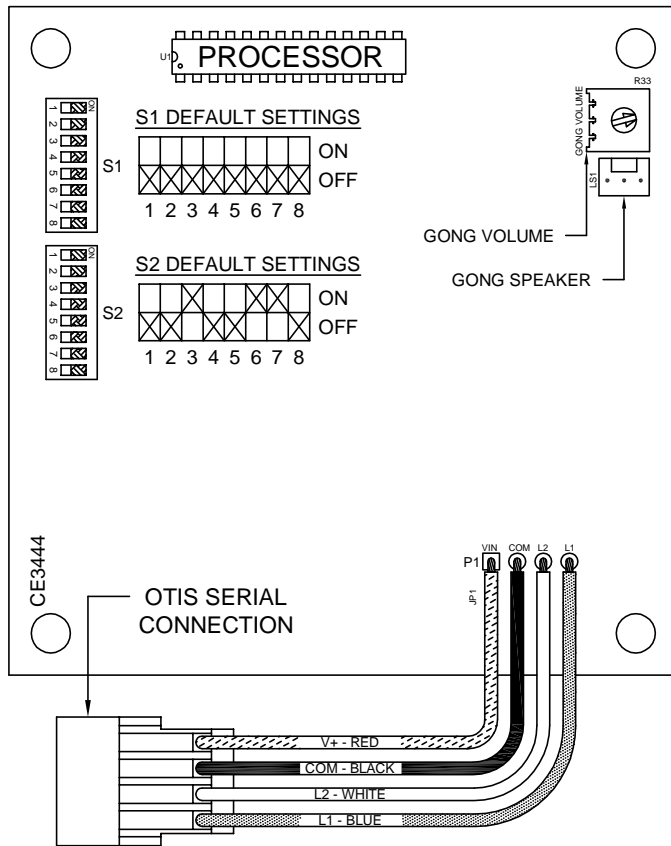 U1
PROCESSOR
R33
GONG VOLUME
LS1
ON
1
2
3
4
5
6
7
8
S1
S1 DEFAULT SETTINGS
ON
OFF
1 2 3 4 5 6 7 8
GONG VOLUME
GONG SPEAKER
ON
1
2
3
4
5
6
7
8
S2
S2 DEFAULT SETTINGS
ON
OFF
1 2 3 4 5 6 7 8
CE3444
OTIS SERIAL
CONNECTION
P1
VIN COM L2 L1
JP1
V+ - RED
COM - BLACK
L2 - WHITE
L1 - BLUE